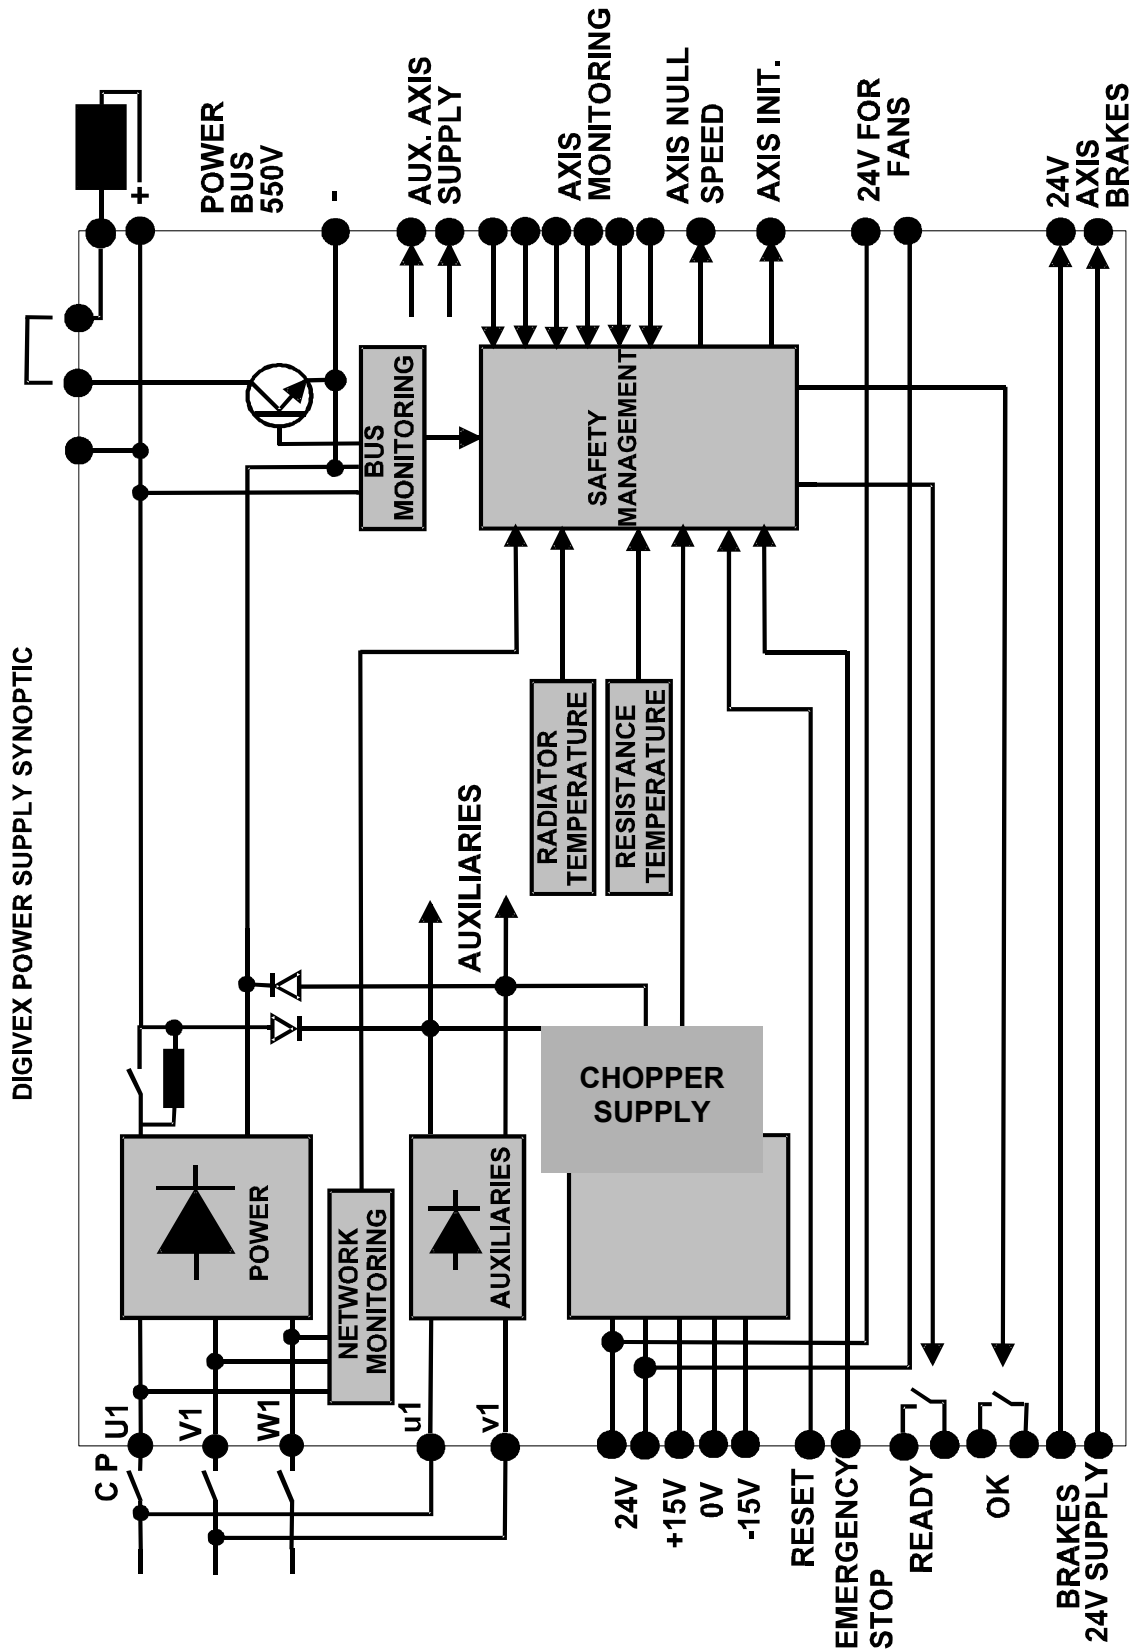 DIGIVEX POWER SUPPLY SYNOPTIC
C P
U1
V1
W1
u1
v1
24V
+15V
0V
-15V
RESET
EMERGENCY
STOP
READY
OK
BRAKES
24V SUPPLY
POWER
NETWORK
MONITORING
AUXILIARIES
CHOPPER
SUPPLY
AUXILIARIES
RADIATOR
TEMPERATURE
RESISTANCE
TEMPERATURE
BUS
MONITORING
SAFETY
MANAGEMENT
+
POWER
BUS
550V
-
AUX. AXIS
SUPPLY
AXIS
MONITORING
AXIS NULL
SPEED
AXIS INIT.
24V FOR
FANS
24V
AXIS
BRAKES